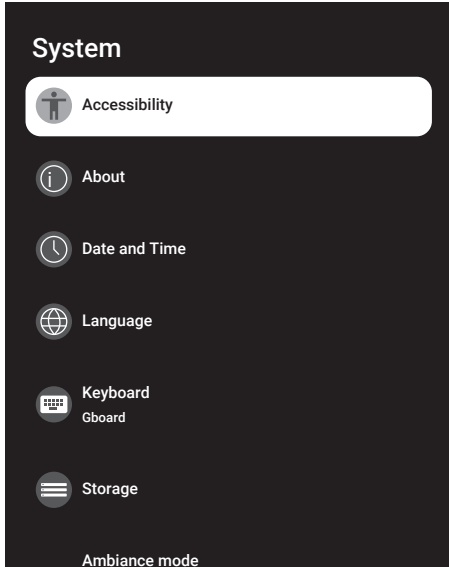 System
Accessibility
About
Date and Time
Language
Keyboard
Gboard
Storage
Ambiance mode